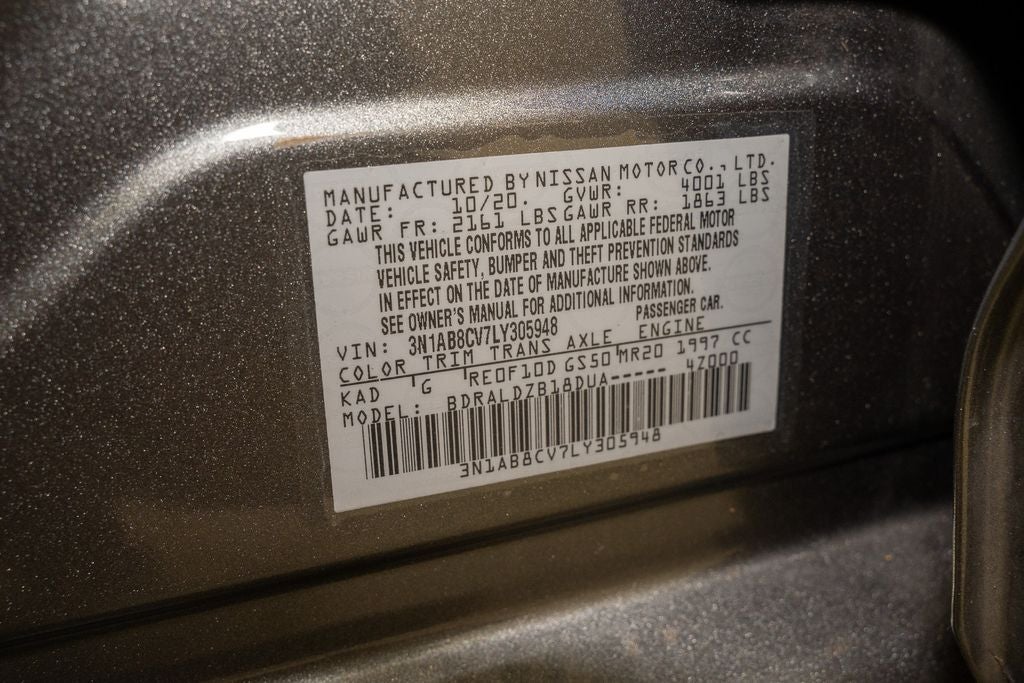 MANUFACTURED BY NISSAN MOTOR CO., LTD.
DATE: 10/20. GVWR: 4001 LBS
GAWR FR: 2161 LBS GAWR RR: 1863 LBS
THIS VEHICLE CONFORMS TO ALL APPLICABLE FEDERAL MOTOR
VEHICLE SAFETY, BUMPER AND THEFT PREVENTION STANDARDS
IN EFFECT ON THE DATE OF MANUFACTURE SHOWN ABOVE.
SEE OWNER'S MANUAL FOR ADDITIONAL INFORMATION.
VIN: 3N1AB8CV7LY305948 PASSENGER CAR.
COLOR TRIM TRANS AXLE ENGINE
KAD G RE0F10D GS50 MR20 1997 CC
MODEL: BDRALDZB18DUA----- 4Z000
3N1AB8CV7LY305948